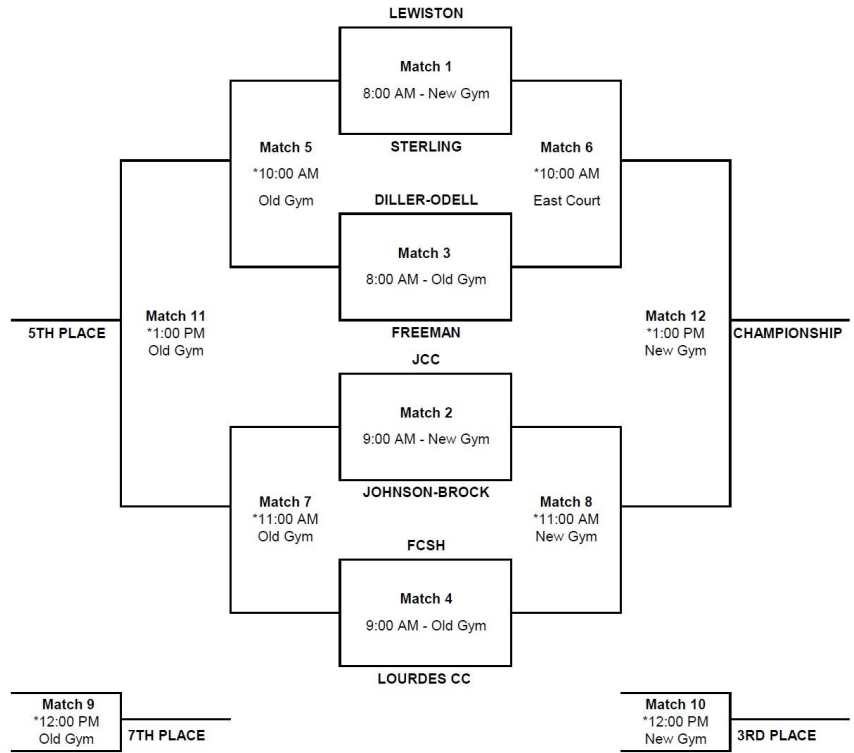 LEWISTON
Match 1
8:00 AM - New Gym
STERLING
Match 5
*10:00 AM
Old Gym
Match 6
*10:00 AM
East Court
DILLER-ODELL
Match 3
8:00 AM - Old Gym
FREEMAN
Match 11
*1:00 PM
Old Gym
5TH PLACE
Match 12
*1:00 PM
New Gym
CHAMPIONSHIP
JCC
Match 2
9:00 AM - New Gym
JOHNSON-BROCK
Match 7
*11:00 AM
Old Gym
Match 8
*11:00 AM
New Gym
FCSH
Match 4
9:00 AM - Old Gym
LOURDES CC
Match 9
*12:00 PM
Old Gym
7TH PLACE
Match 10
*12:00 PM
New Gym
3RD PLACE